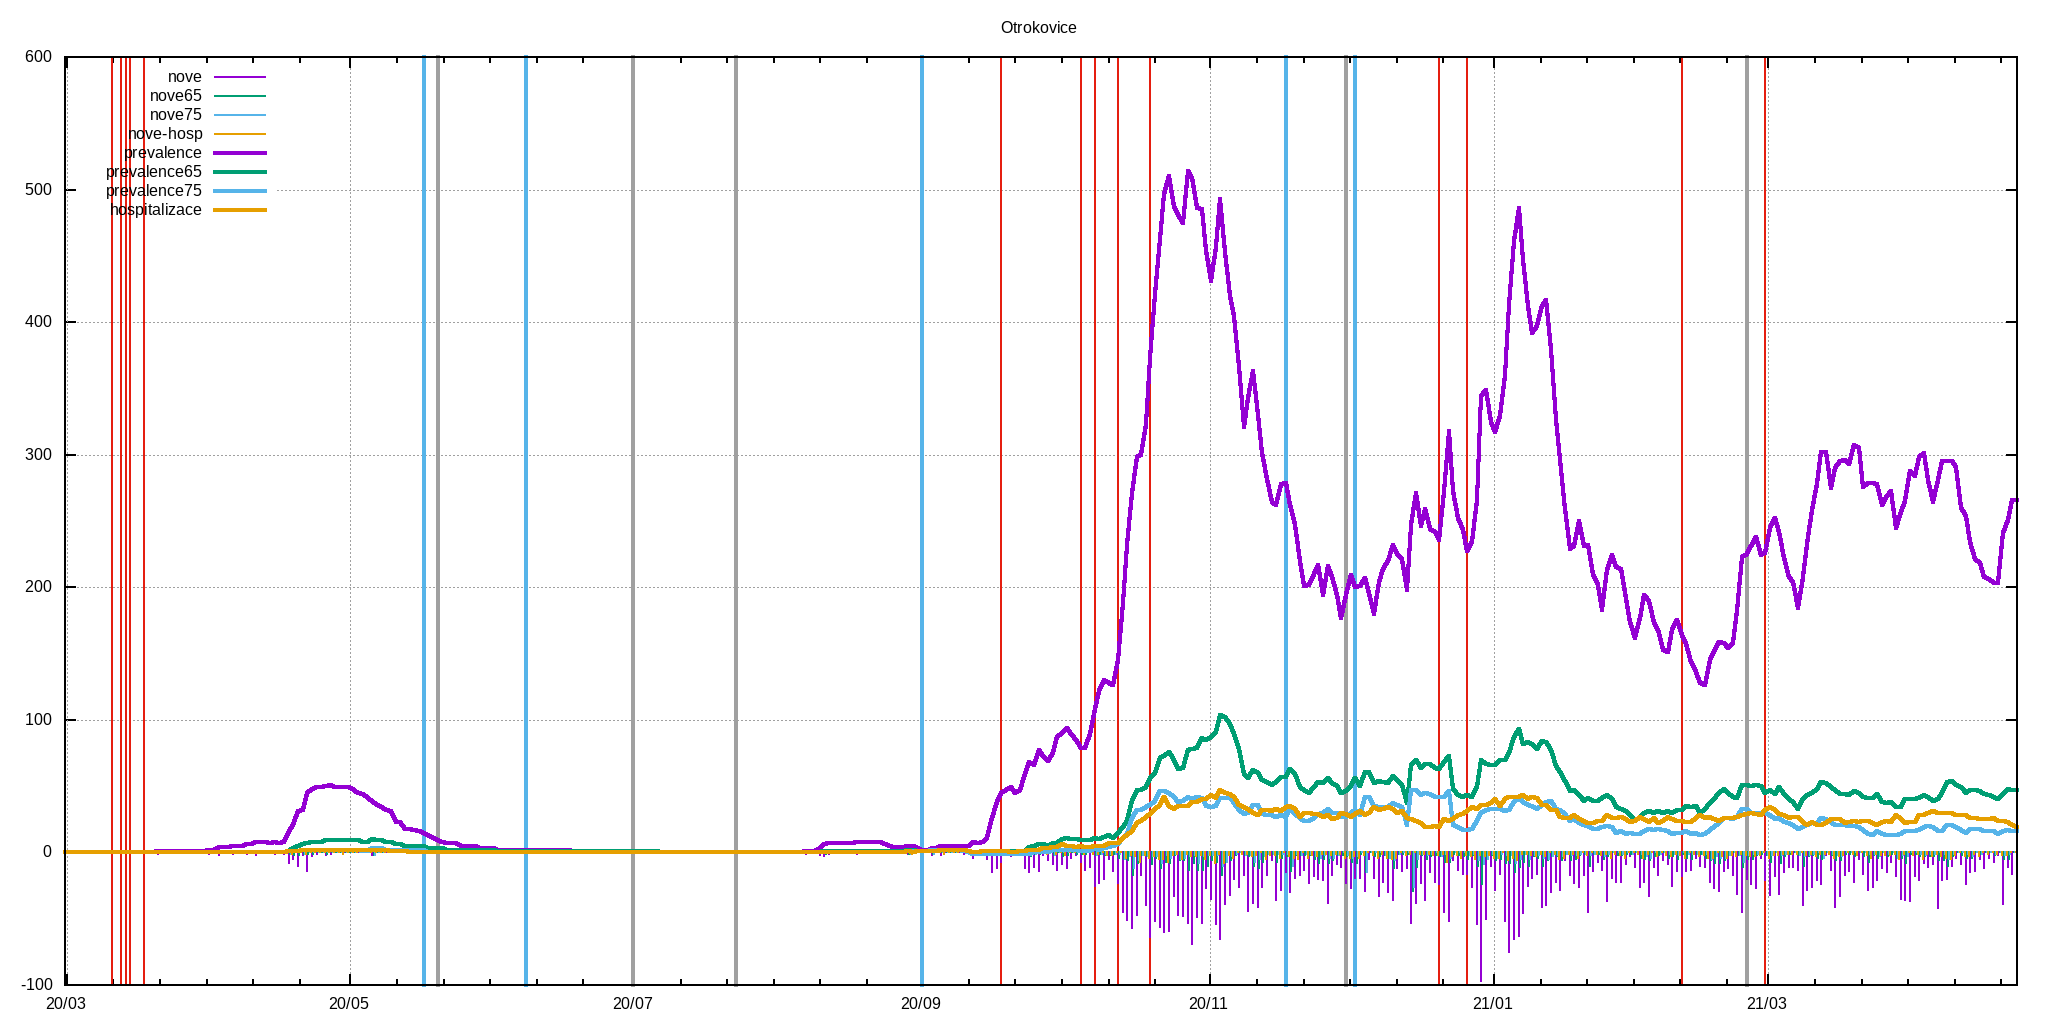 Otrokovice
600
500
400
300
200
100
0
-100
nove
nove65
nove75
nove-hosp
prevalence
prevalence65
prevalence75
hospitalizace
20/03
20/05
20/07
20/09
20/11
21/01
21/03